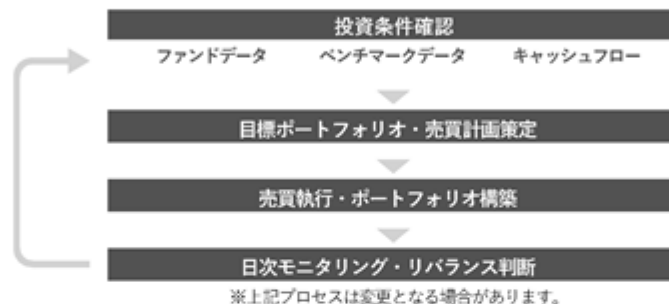 投資条件確認
ファンドデータ ベンチマークデータ キャッシュフロー
目標ポートフォリオ・売買計画策定
売買執行・ポートフォリオ構築
日次モニタリング・リバランス判断
※上記プロセスは変更となる場合があります。